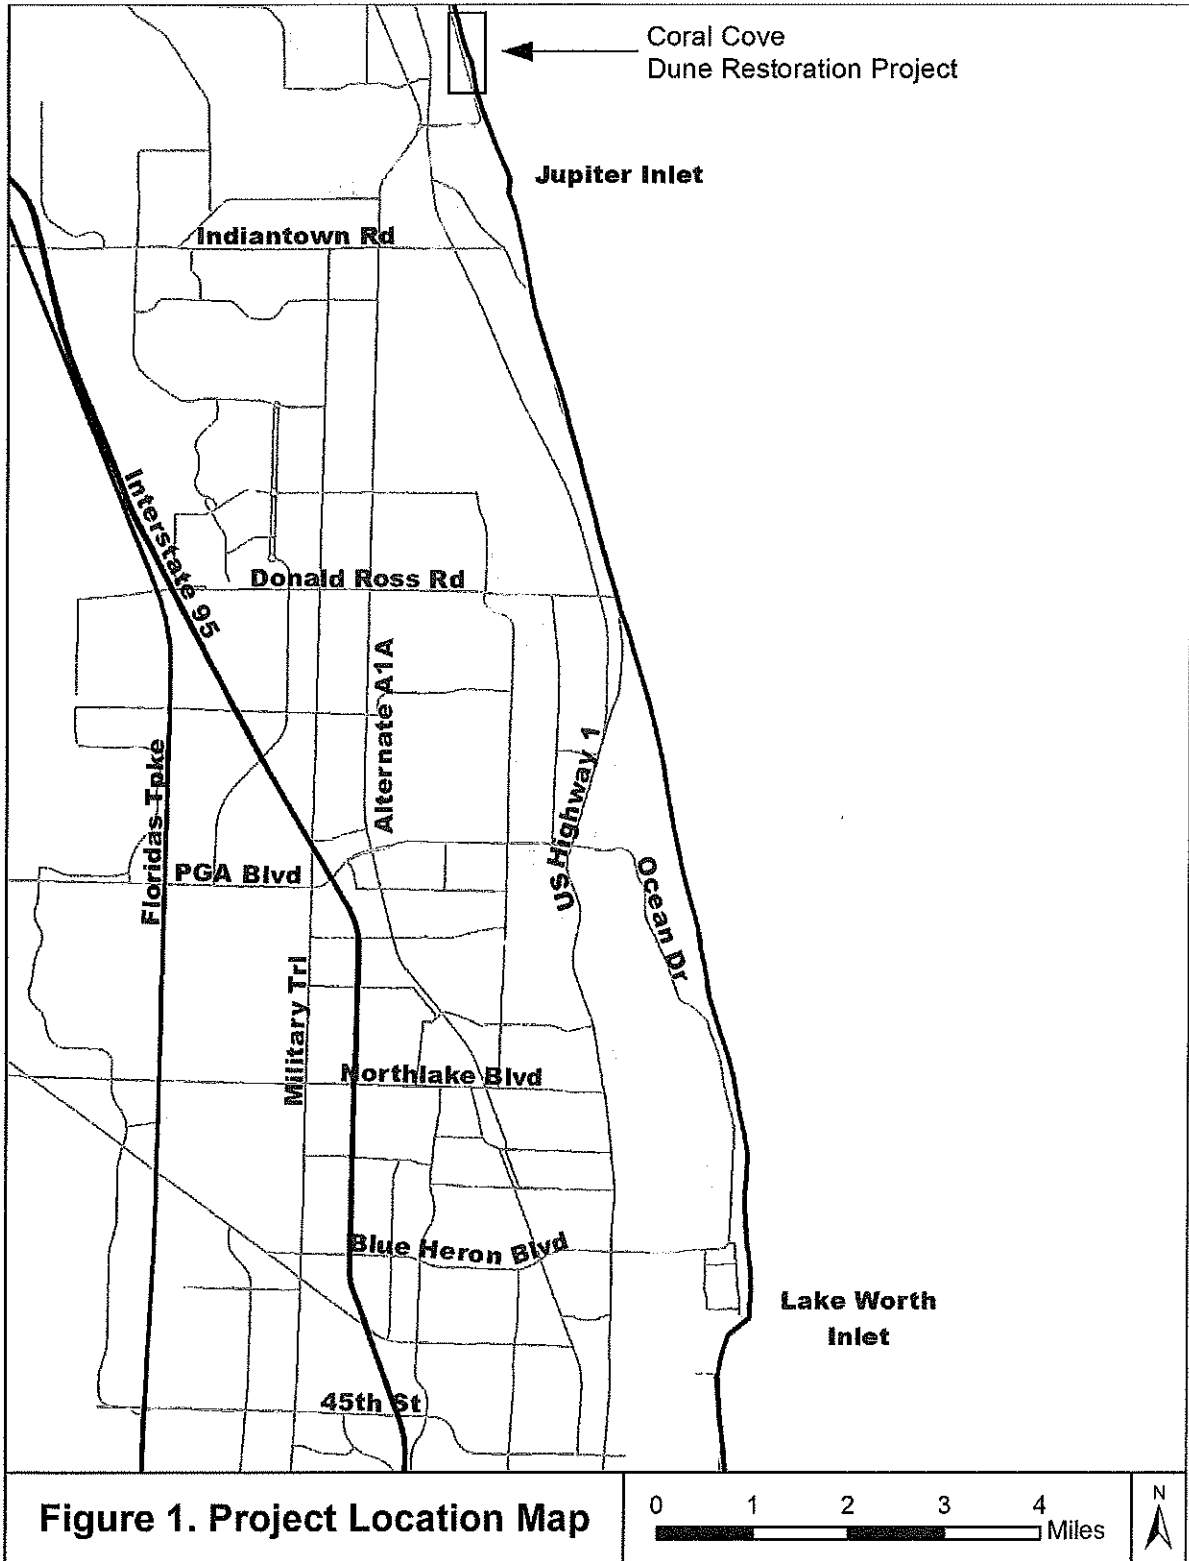 Coral Cove
Dune Restoration Project
Jupiter Inlet
Indiantown Rd
Interstate 95
Donald Ross Rd
Alternate A1A
Floridas Tpke
US Highway 1
PGA Blvd
Ocean Dr
Military Trl
Northlake Blvd
Blue Heron Blvd
Lake Worth
Inlet
45th St
Figure 1. Project Location Map
0 1 2 3 4
Miles
N